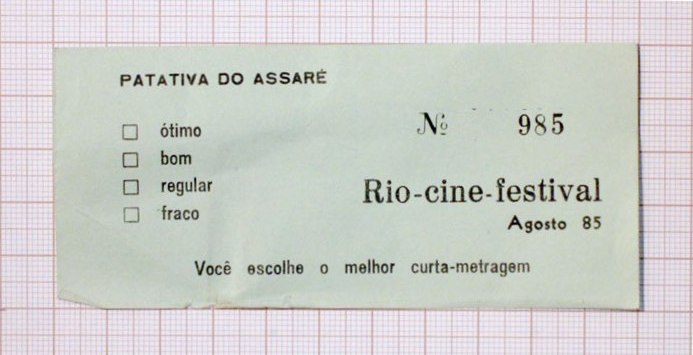 PATATIVA DO ASSARÉ
Nº 985
ótimo
bom
regular
fraco
Rio-cine-festival
Agosto 85
Você escolhe o melhor curta-metragem